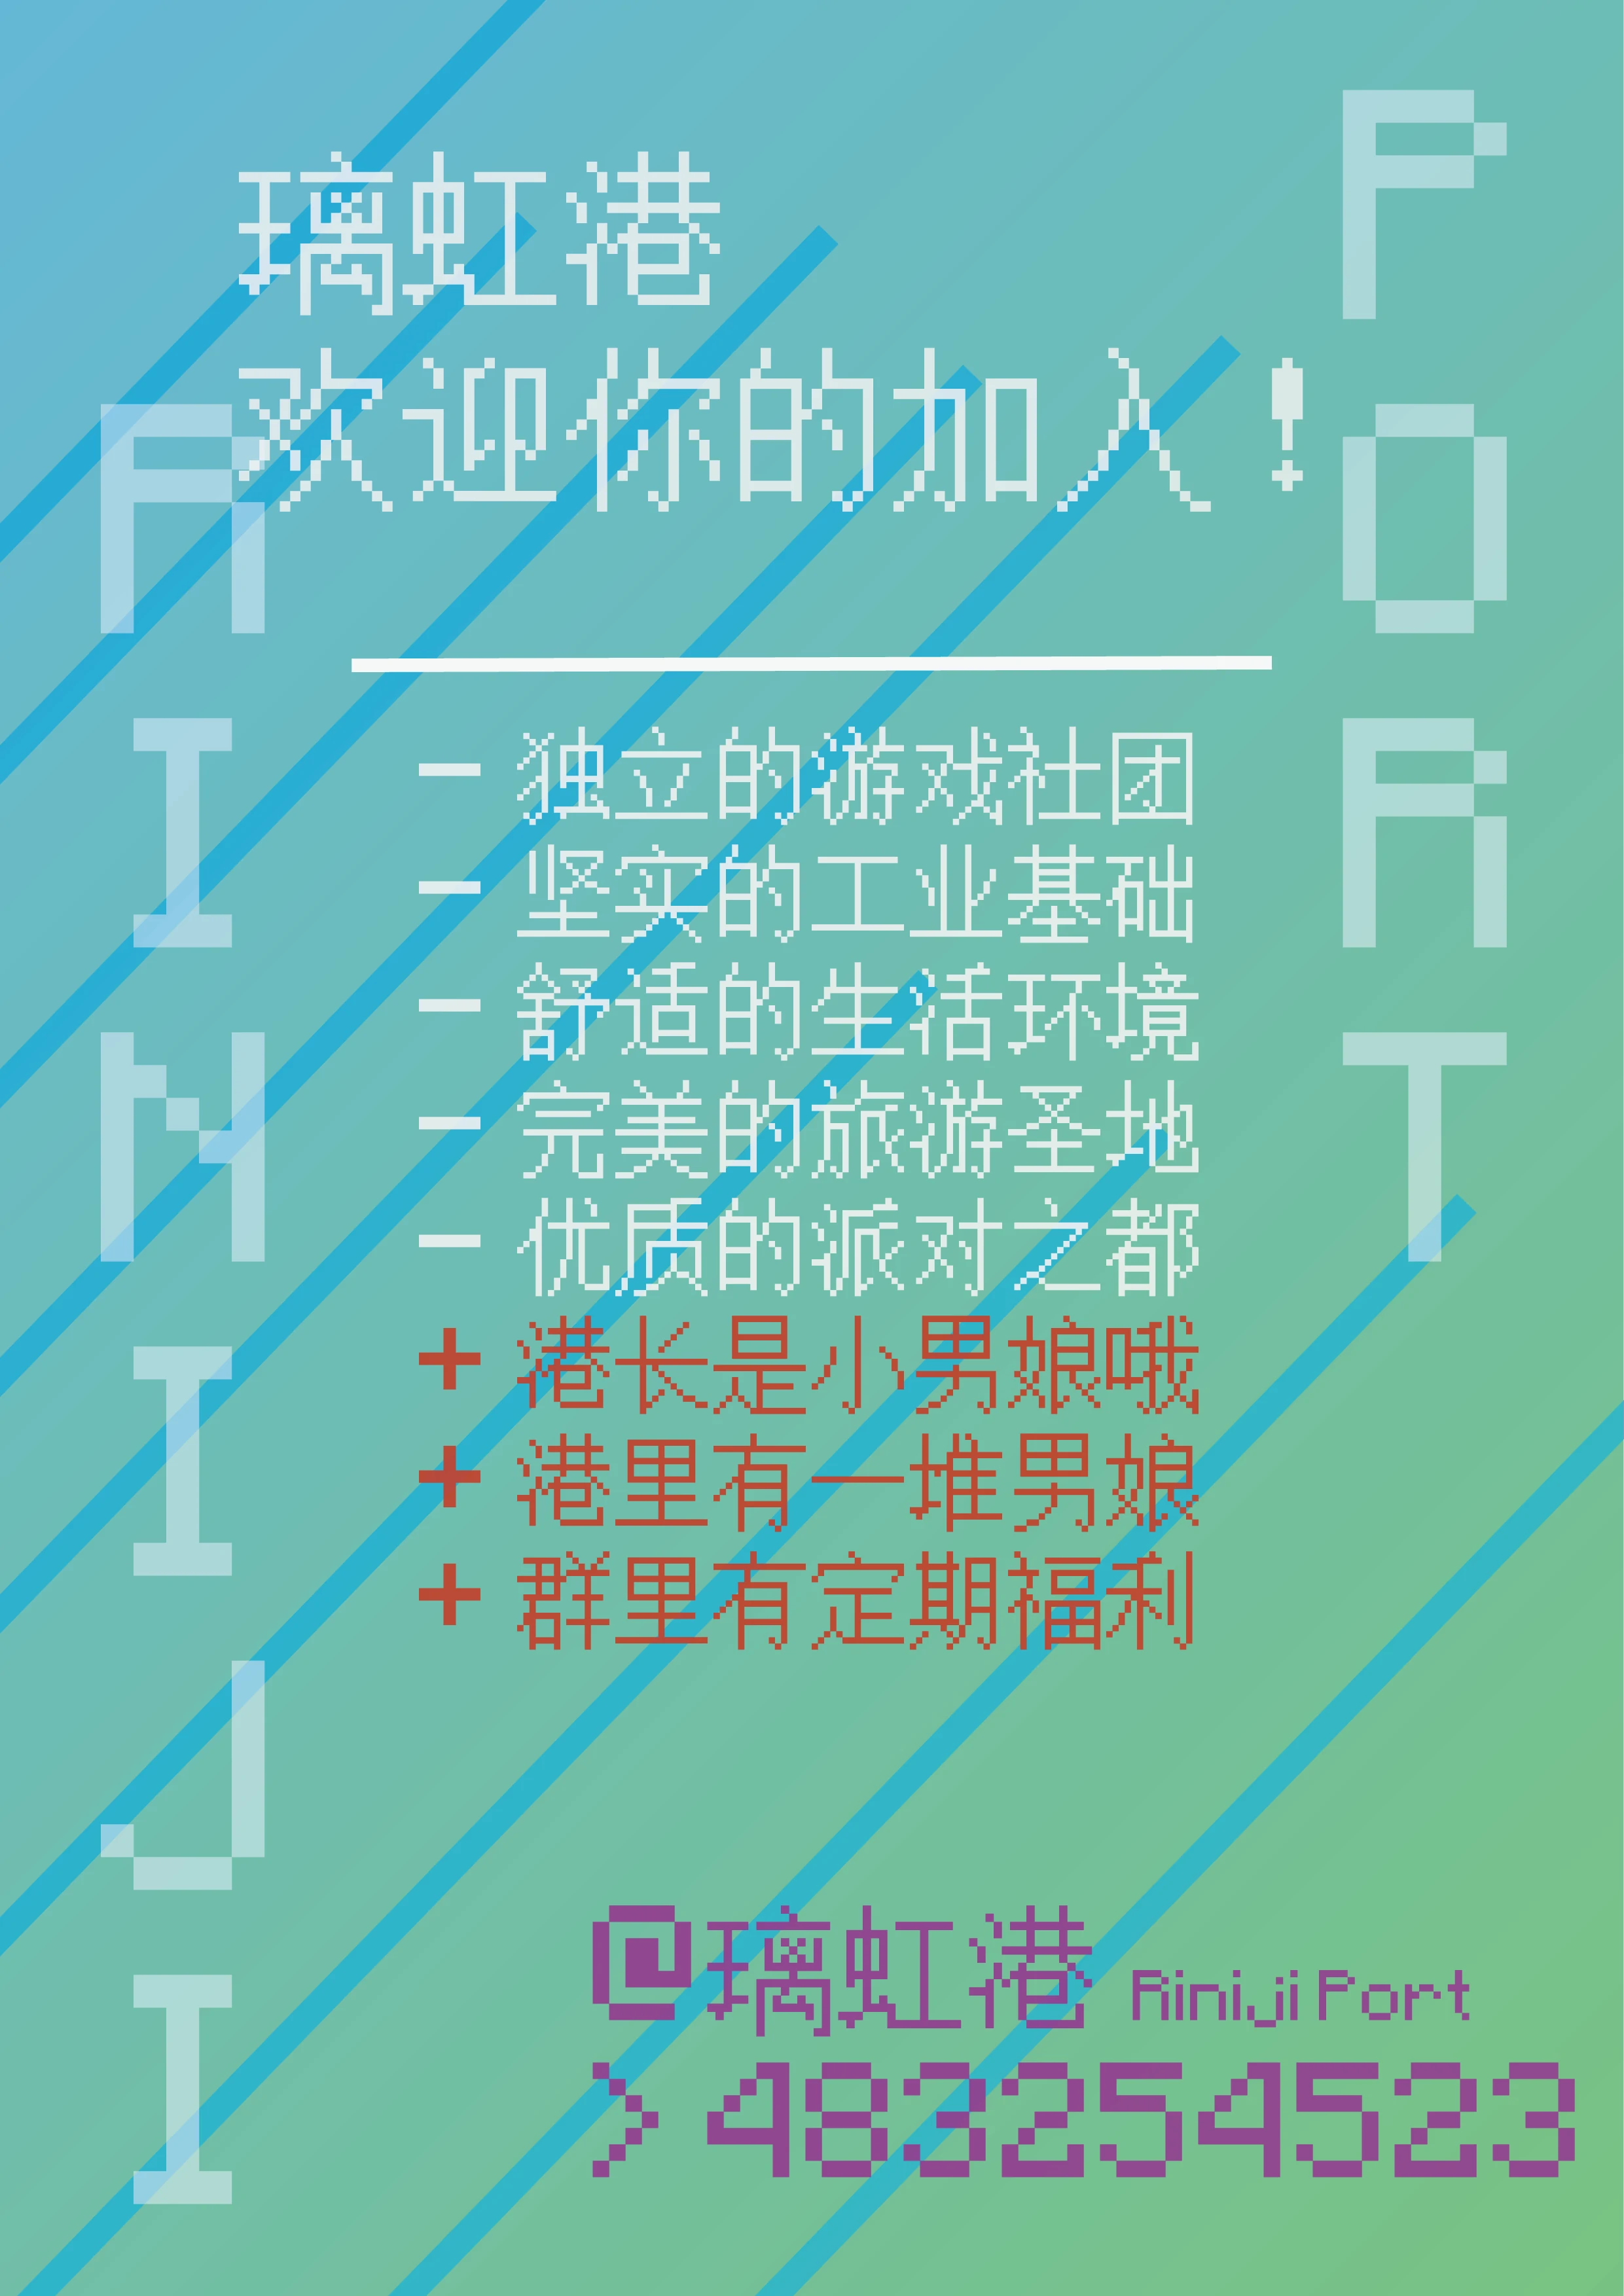 璃虹港
欢迎你的加入！
RINIJI
PORT
- 独立的游戏社团
- 坚实的工业基础
- 舒适的生活环境
- 完美的旅游圣地
- 优质的派对之都
+ 港长是小男娘哦
+ 港里有一堆男娘
+ 群里有定期福利
@璃虹港 Riniji Port
> 483254523